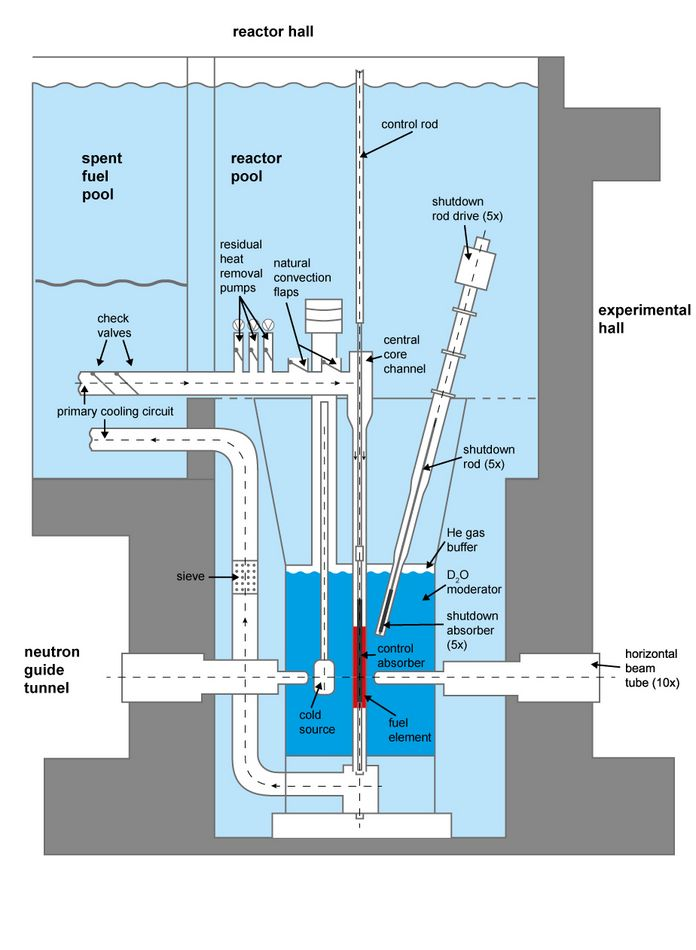 reactor hall
control rod
spent
fuel
pool
reactor
pool
shutdown
rod drive (5x)
residual
heat
removal
pumps
natural
convection
flaps
experimental
hall
check
valves
central
core
channel
primary cooling circuit
shutdown
rod (5x)
He gas
buffer
sieve
D₂O
moderator
shutdown
absorber
(5x)
neutron
guide
tunnel
control
absorber
horizontal
beam
tube (10x)
cold
source
fuel
element